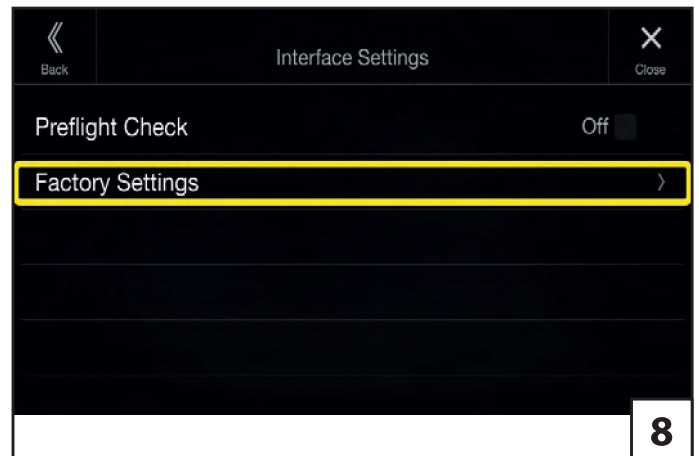 Back
Interface Settings
Close
Preflight Check Off
Factory Settings
8